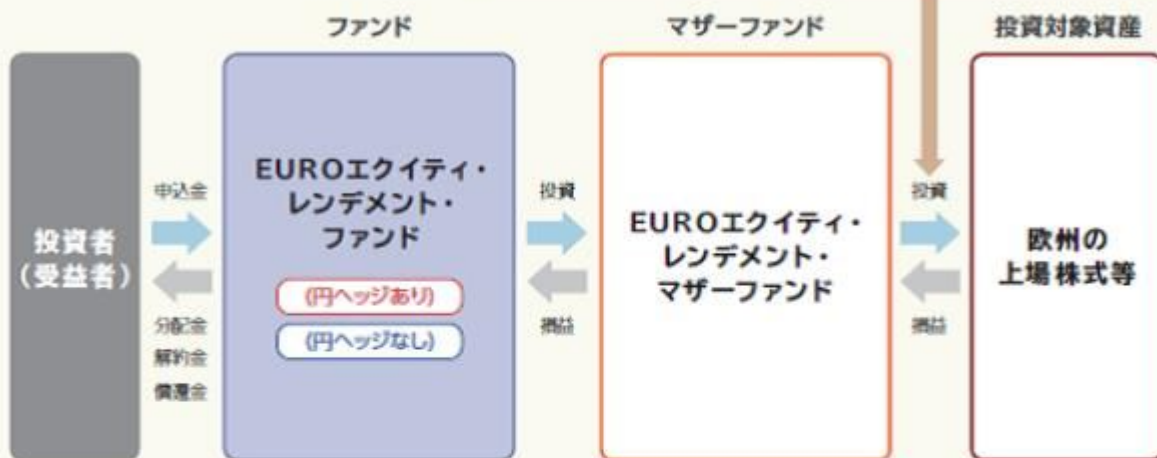 ファンド
マザーファンド
投資対象資産
投資者
(受益者)
申込金
分配金
解約金
償還金
EUROエクイティ・
レンデメント・
ファンド
(円ヘッジあり)
(円ヘッジなし)
投資
損益
EUROエクイティ・
レンデメント・
マザーファンド
投資
損益
欧州の
上場株式等